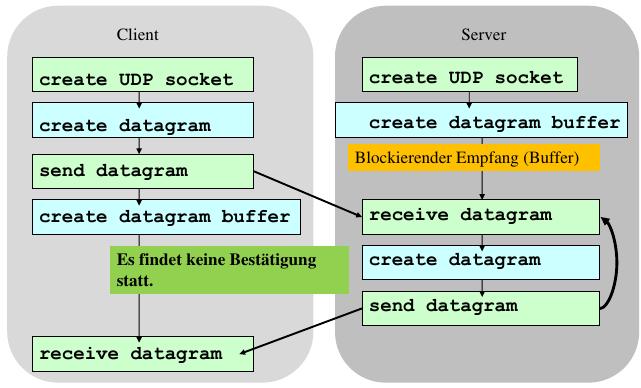 Client
create UDP socket
create datagram
send datagram
create datagram buffer
Es findet keine Bestätigung
statt.
receive datagram
Server
create UDP socket
create datagram buffer
Blockierender Empfang (Buffer)
receive datagram
create datagram
send datagram